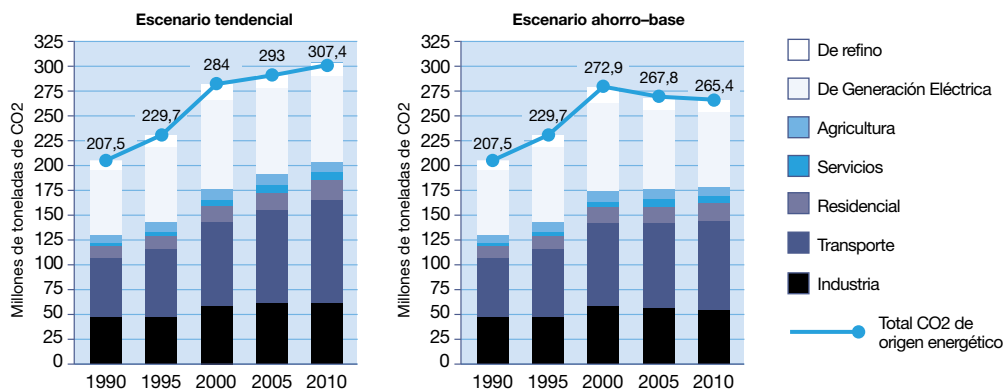 Escenario tendencial
Millones de toneladas de CO2
325
300
275
250
225
200
175
150
125
100
75
50
25
0
207,5
229,7
284
293
307,4
1990 1995 2000 2005 2010
Escenario ahorro–base
Millones de toneladas de CO2
325
300
275
250
225
200
175
150
125
100
75
50
25
0
207,5
229,7
272,9
267,8
265,4
1990 1995 2000 2005 2010
De refino
De Generación Eléctrica
Agricultura
Servicios
Residencial
Transporte
Industria
Total CO2 de
origen energético